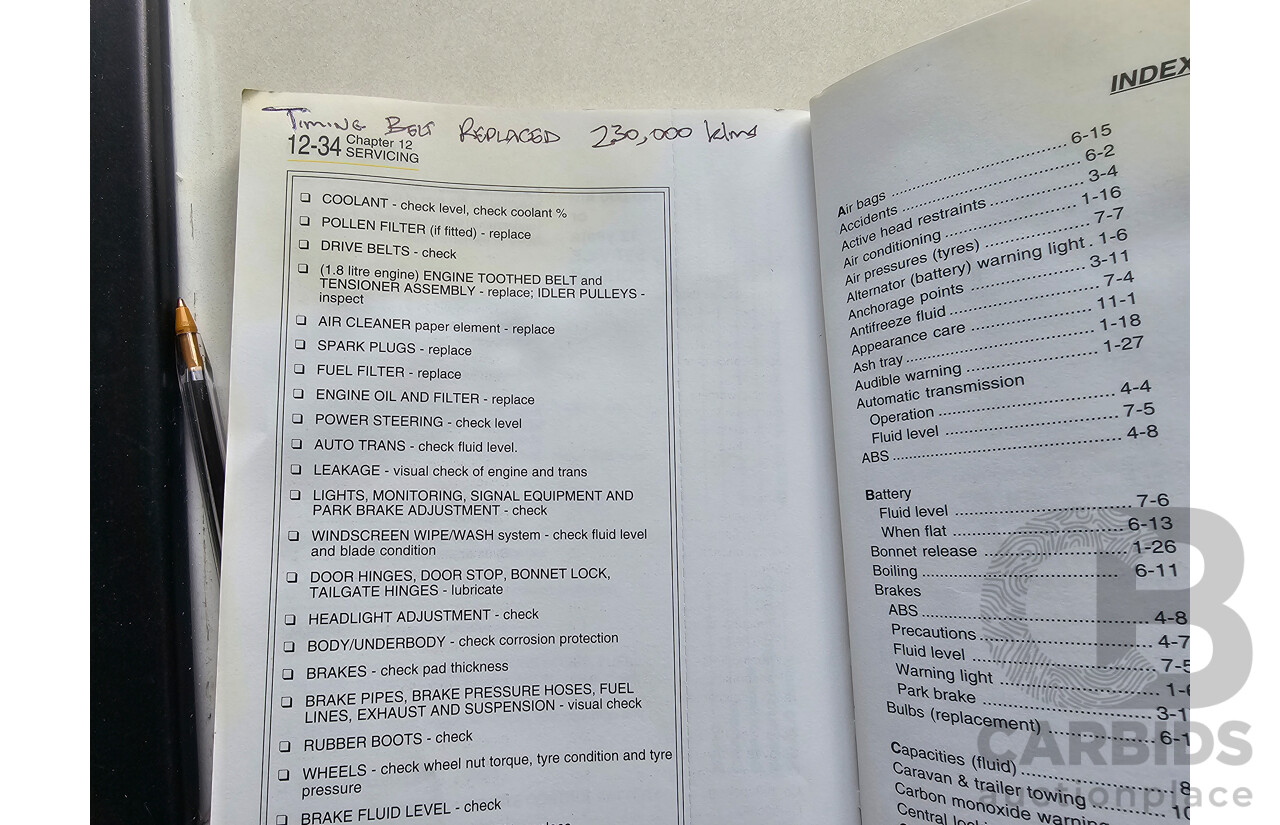 TIMING BELT REPLACED 230,000 klms
12-34 Chapter 12
SERVICING
❑ COOLANT - check level, check coolant %
❑ POLLEN FILTER (if fitted) - replace
❑ DRIVE BELTS - check
❑ (1.8 litre engine) ENGINE TOOTHED BELT and
TENSIONER ASSEMBLY - replace; IDLER PULLEYS -
inspect
❑ AIR CLEANER paper element - replace
❑ SPARK PLUGS - replace
❑ FUEL FILTER - replace
❑ ENGINE OIL AND FILTER - replace
❑ POWER STEERING - check level
❑ AUTO TRANS - check fluid level.
❑ LEAKAGE - visual check of engine and trans
❑ LIGHTS, MONITORING, SIGNAL EQUIPMENT AND
PARK BRAKE ADJUSTMENT - check
❑ WINDSCREEN WIPE/WASH system - check fluid level
and blade condition
❑ DOOR HINGES, DOOR STOP, BONNET LOCK,
TAILGATE HINGES - lubricate
❑ HEADLIGHT ADJUSTMENT - check
❑ BODY/UNDERBODY - check corrosion protection
❑ BRAKES - check pad thickness
❑ BRAKE PIPES, BRAKE PRESSURE HOSES, FUEL
LINES, EXHAUST AND SUSPENSION - visual check
❑ RUBBER BOOTS - check
❑ WHEELS - check wheel nut torque, tyre condition and tyre
pressure
❑ BRAKE FLUID LEVEL - check
INDEX
Air bags ........ 6-15
Accidents ........ 6-2
Active head restraints ........ 3-4
Air conditioning ........ 1-16
Air pressures (tyres) ........ 7-7
Alternator (battery) warning light . 1-6
Anchorage points ........ 3-11
Antifreeze fluid ........ 7-4
Appearance care ........ 11-1
Ash tray ........ 1-18
Audible warning ........ 1-27
Automatic transmission
Operation ........ 4-4
Fluid level ........ 7-5
ABS ........ 4-8
Battery
Fluid level ........ 7-6
When flat ........ 6-13
Bonnet release ........ 1-26
Boiling ........ 6-11
Brakes
ABS ........ 4-8
Precautions ........ 4-7
Fluid level ........ 7-5
Warning light ........ 1-6
Park brake ........ 3-1
Bulbs (replacement) ........ 6-1
Capacities (fluid) ........ 8
Caravan & trailer towing ........ 10
Carbon monoxide warning
CARBIDS
auctionplace